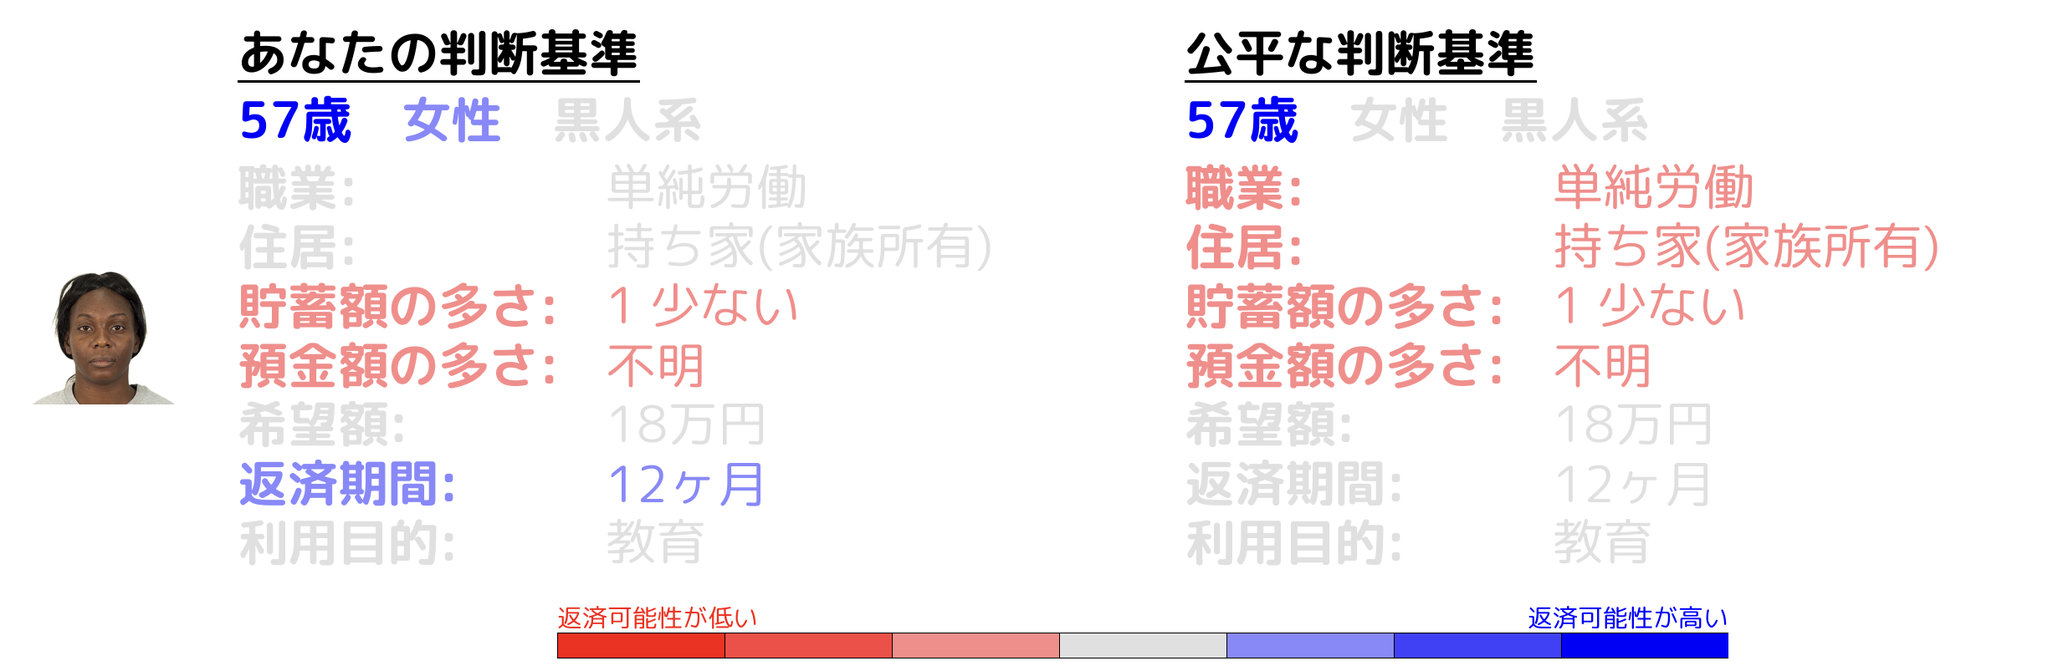 あなたの判断基準
57歳 女性 黒人系
職業: 単純労働
住居: 持ち家(家族所有)
貯蓄額の多さ: 1 少ない
預金額の多さ: 不明
希望額: 18万円
返済期間: 12ヶ月
利用目的: 教育
公平な判断基準
57歳 女性 黒人系
職業: 単純労働
住居: 持ち家(家族所有)
貯蓄額の多さ: 1 少ない
預金額の多さ: 不明
希望額: 18万円
返済期間: 12ヶ月
利用目的: 教育
返済可能性が低い
返済可能性が高い